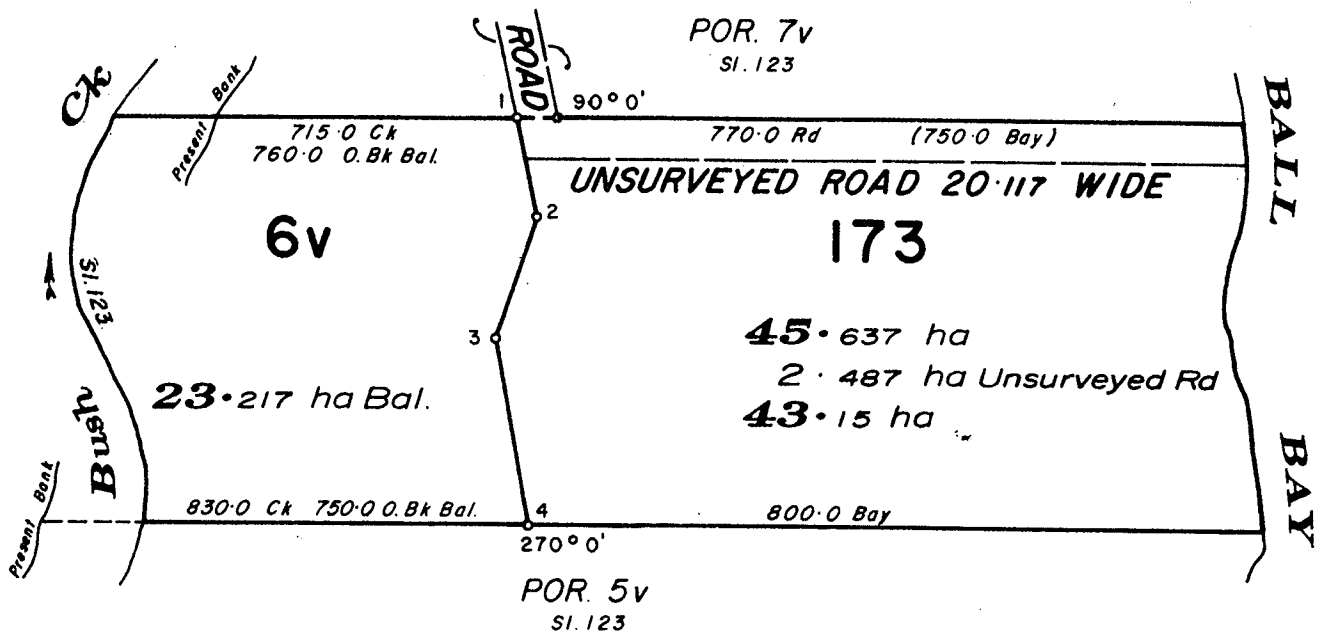 POR. 7v
Sl. 123
ROAD
Ck
Present Bank
1
90°0'
715·0 Ck
760·0 O.Bk Bal.
770·0 Rd (750·0 Bay)
UNSURVEYED ROAD 20·117 WIDE
BALL
2
6v
173
Sl. 123
3
45·637 ha
2·487 ha Unsurveyed Rd
43·15 ha
23·217 ha Bal.
Bush
BAY
Present Bank
830·0 Ck 750·0 O.Bk Bal.
4
800·0 Bay
270°0'
POR. 5v
Sl. 123